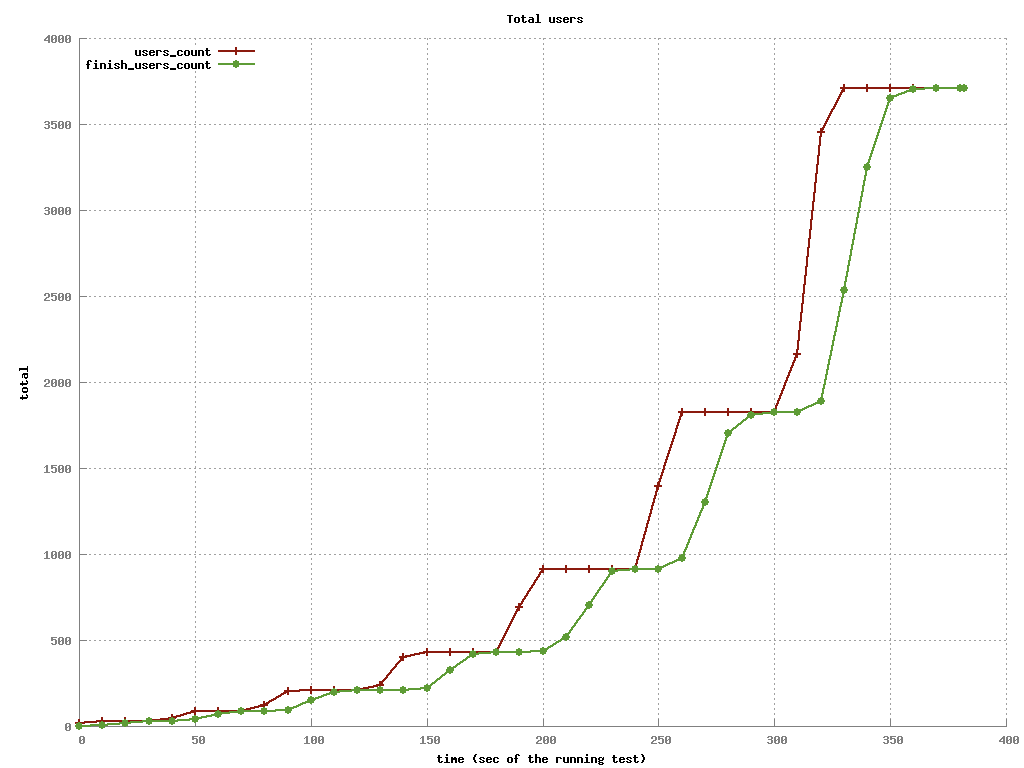 Total users
users_count
finish_users_count
4000
3500
3000
2500
2000
1500
1000
500
0
total
0 50 100 150 200 250 300 350 400
time (sec of the running test)